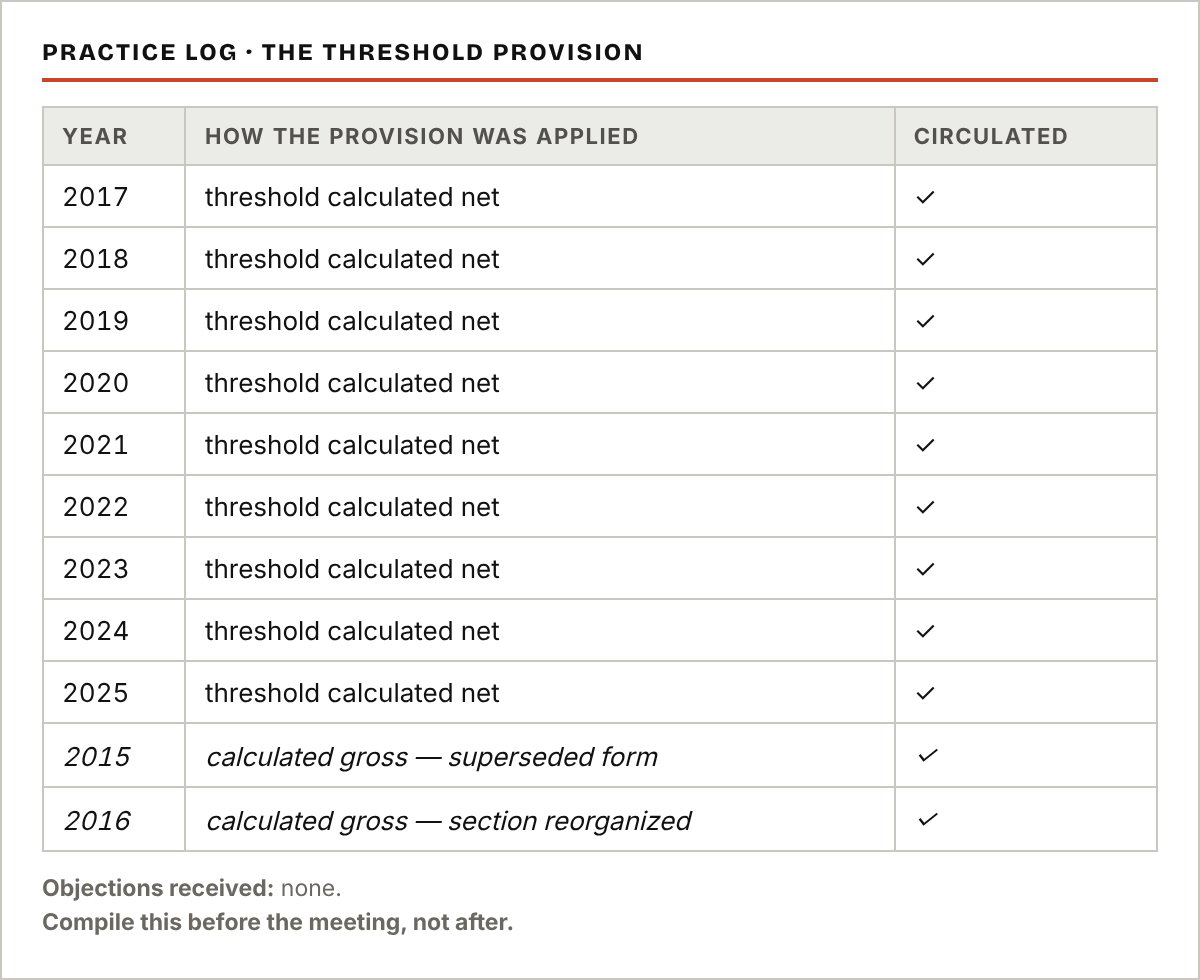 PRACTICE LOG · THE THRESHOLD PROVISION
YEAR HOW THE PROVISION WAS APPLIED CIRCULATED
2017 threshold calculated net ✓
2018 threshold calculated net ✓
2019 threshold calculated net ✓
2020 threshold calculated net ✓
2021 threshold calculated net ✓
2022 threshold calculated net ✓
2023 threshold calculated net ✓
2024 threshold calculated net ✓
2025 threshold calculated net ✓
2015 calculated gross — superseded form ✓
2016 calculated gross — section reorganized ✓
Objections received: none.
Compile this before the meeting, not after.